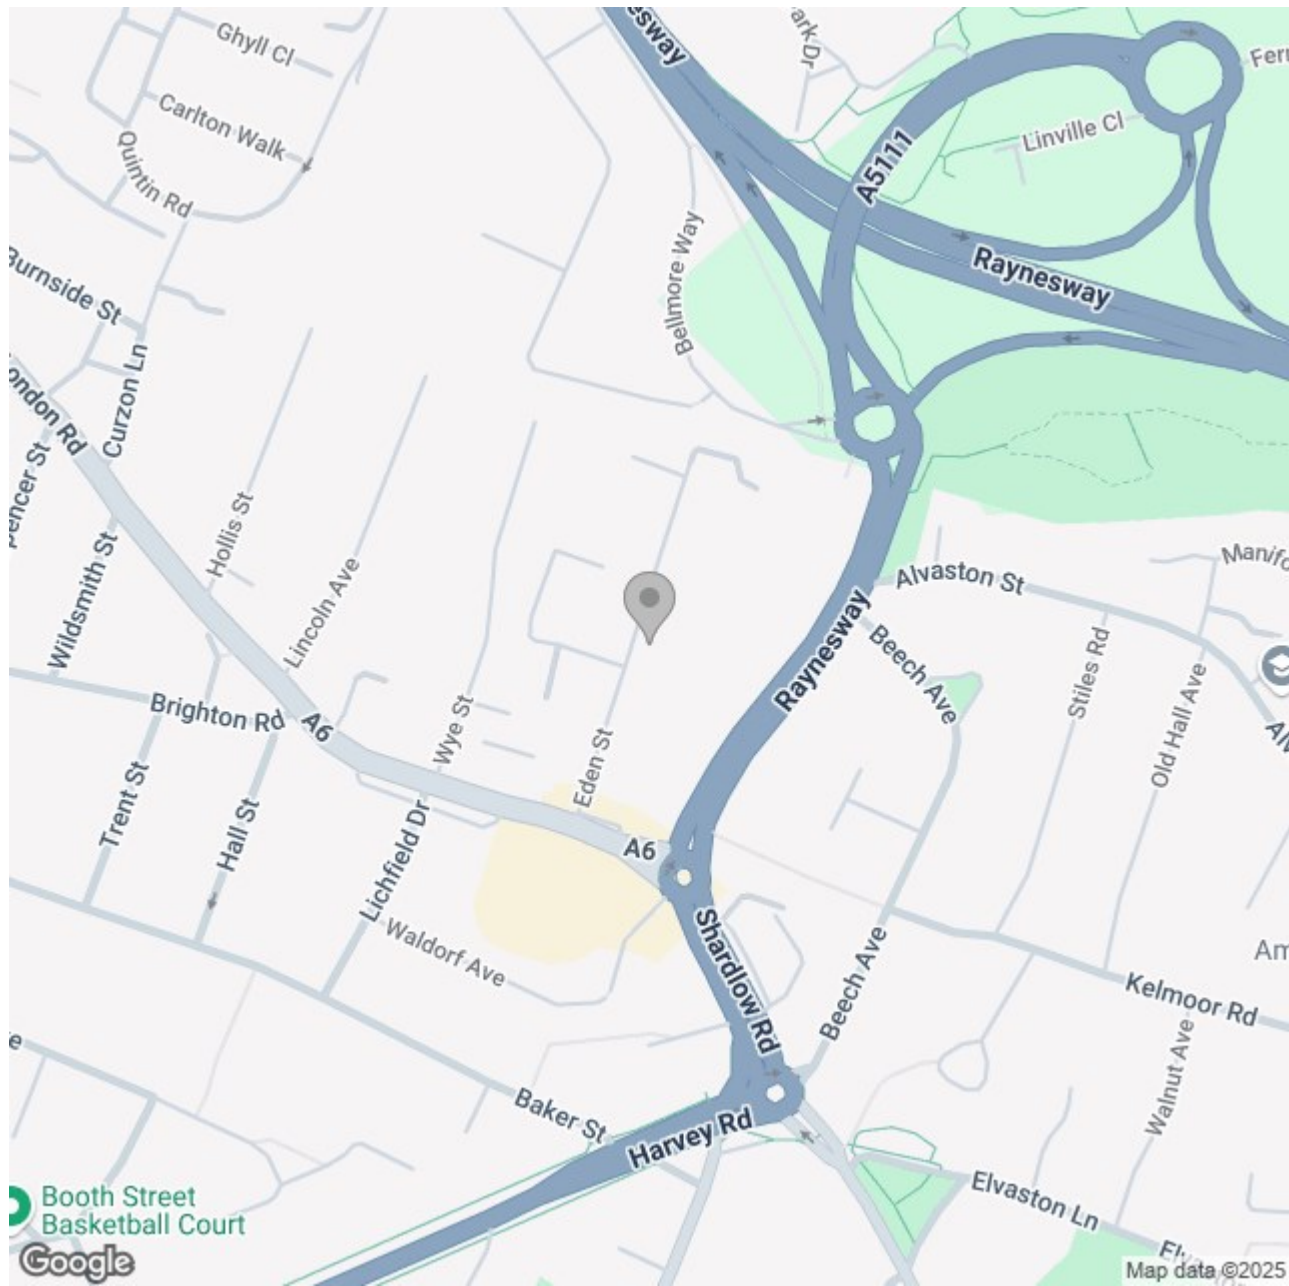 Ghyll Cl
Carlton Walk
Quintin Rd
Burnside St
Curzon Ln
London Rd
Hollis St
Lincoln Ave
Wildsmith St
Brighton Rd
A6
Trent St
Hall St
Lichfield Dr
Wye St
Eden St
A6
Waldorf Ave
Baker St
Harvey Rd
Shardlow Rd
Bellmore Way
A5111
Raynesway
Linville Cl
Raynesway
Alvaston St
Beech Ave
Stiles Rd
Old Hall Ave
Beech Ave
Kelmoor Rd
Walnut Ave
Elvaston Ln
Booth Street
Basketball Court
Google
Map data ©2025